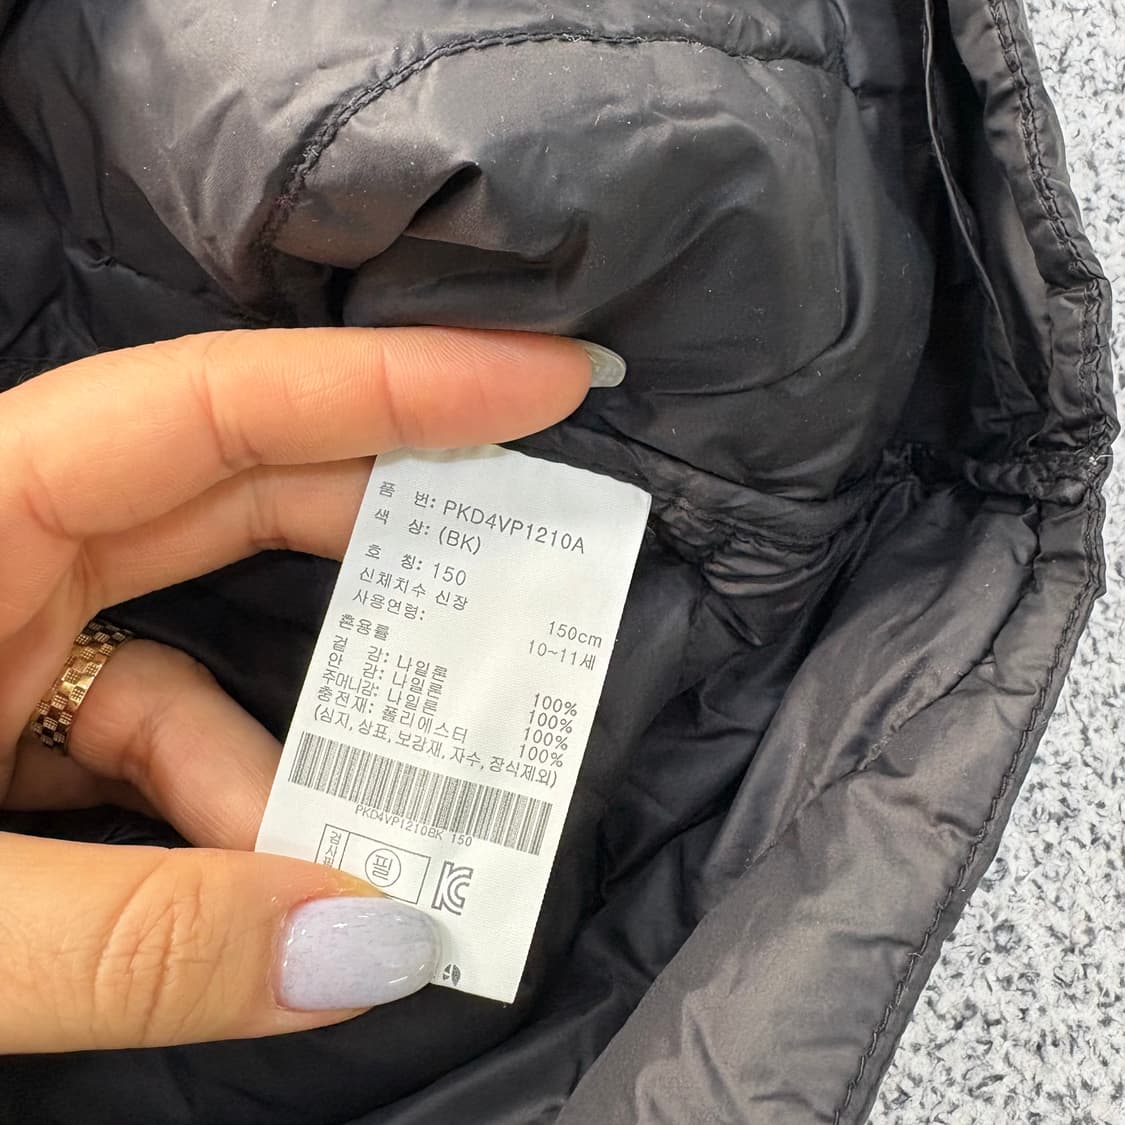 품 번: PKD4VP1210A
색 상: (BK)
호 칭: 150
신체치수 신장 150cm
사용연령: 10~11세
혼용률
겉 감: 나일론 100%
안 감: 나일론 100%
주머니감: 나일론 100%
충전재: 폴리에스터 100%
(심지, 상표, 보강재, 자수, 장식제외)
PKD4VP1210BK 150
검사필
필